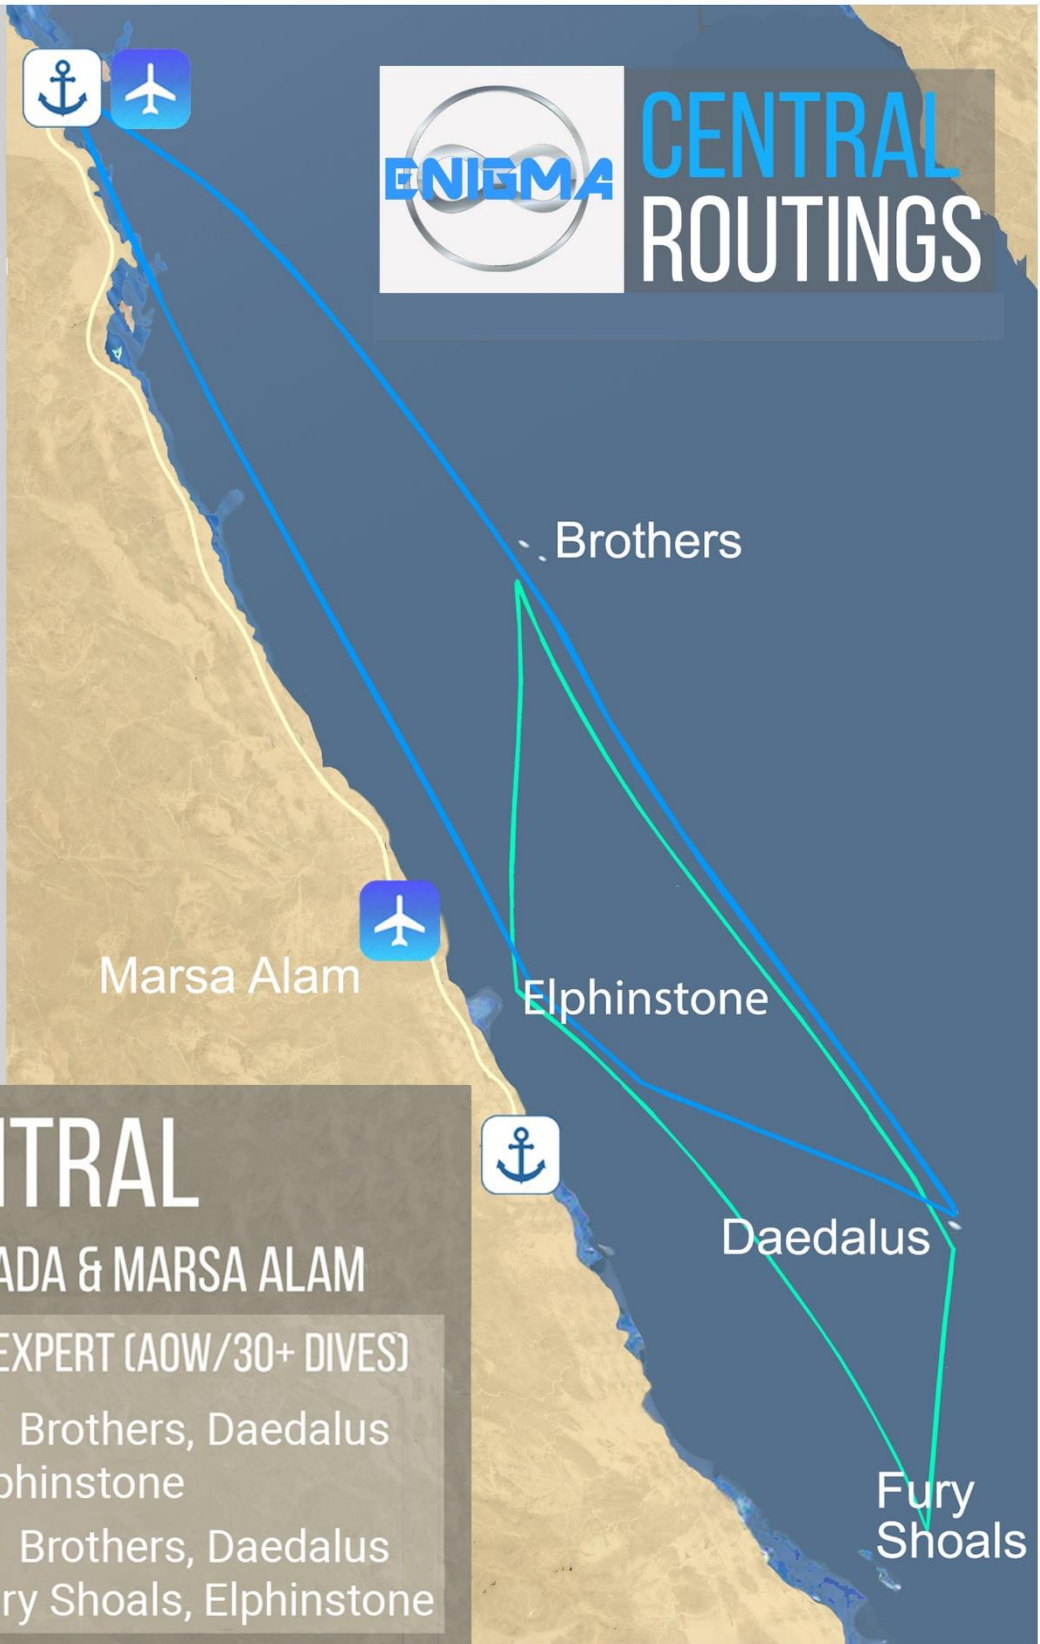 ENIGMA
CENTRAL
ROUTINGS
Brothers
Marsa Alam
Elphinstone
Daedalus
Fury
Shoals
NTRAL
ADA & MARSA ALAM
EXPERT (AOW/30+ DIVES)
Brothers, Daedalus
phinstone
Brothers, Daedalus
ry Shoals, Elphinstone